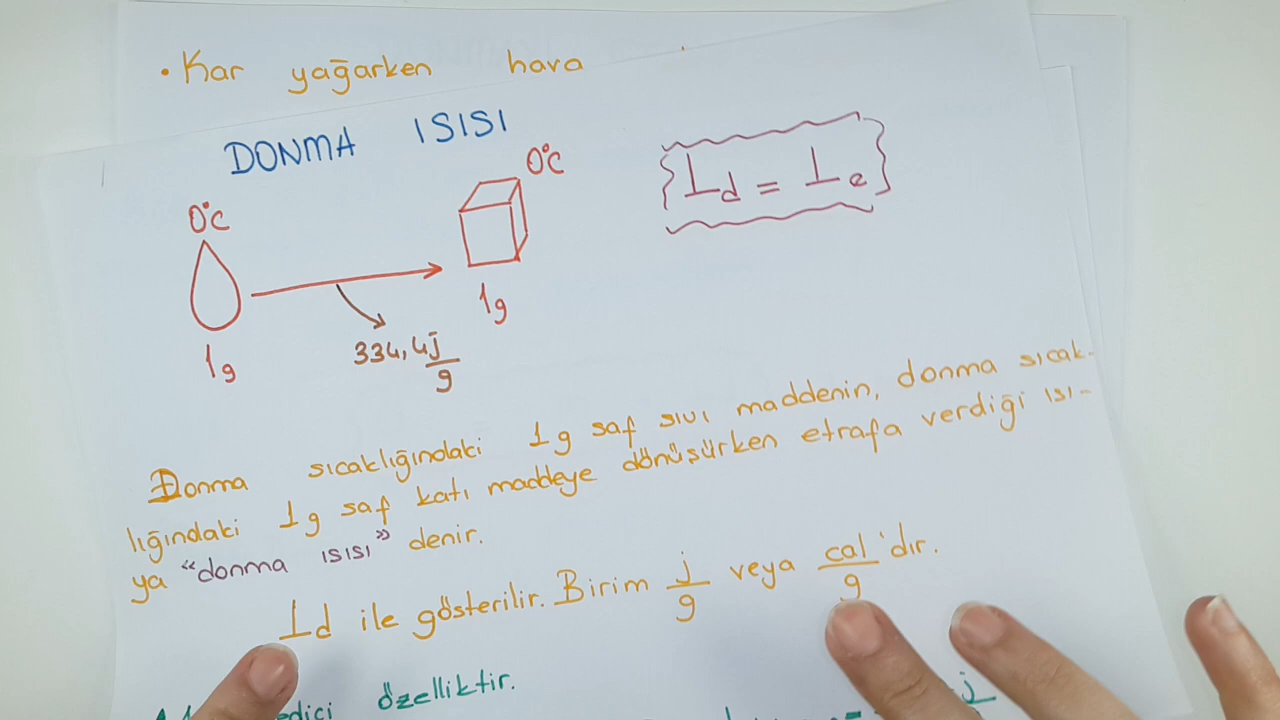 • Kar yağarken hava
DONMA ISISI
0°C
0°C
Ld = Le
1g
1g
334,4 j/g
Donma sıcaklığındaki 1g saf sıvı maddenin, donma sıcak-
lığındaki 1g saf katı maddeye dönüşürken etrafa verdiği ısı-
ya “donma ısısı” denir.
Ld ile gösterilir. Birim j/g veya cal/g 'dır.
edici özelliktir.